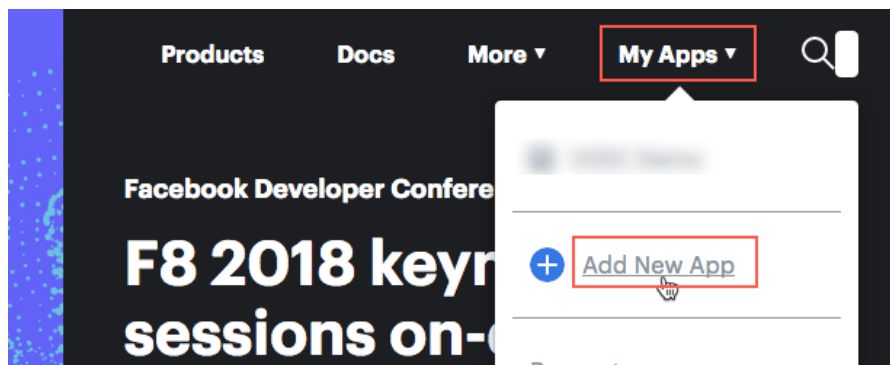 Products Docs More ▼ My Apps ▼
Facebook Developer Confere
Add New App
F8 2018 keyn
sessions on-